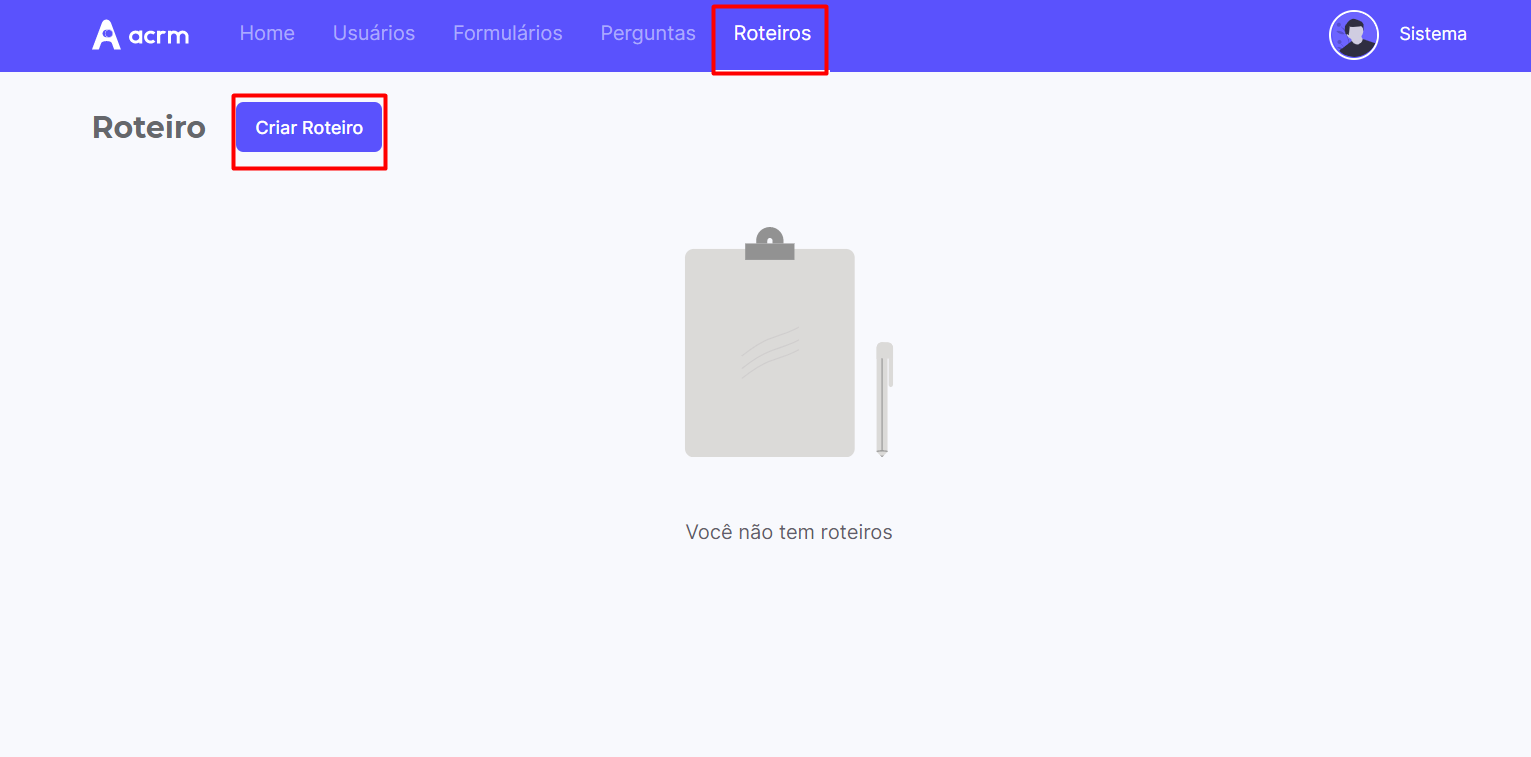 acrm Home Usuários Formulários Perguntas Roteiros Sistema
Roteiro Criar Roteiro
Você não tem roteiros